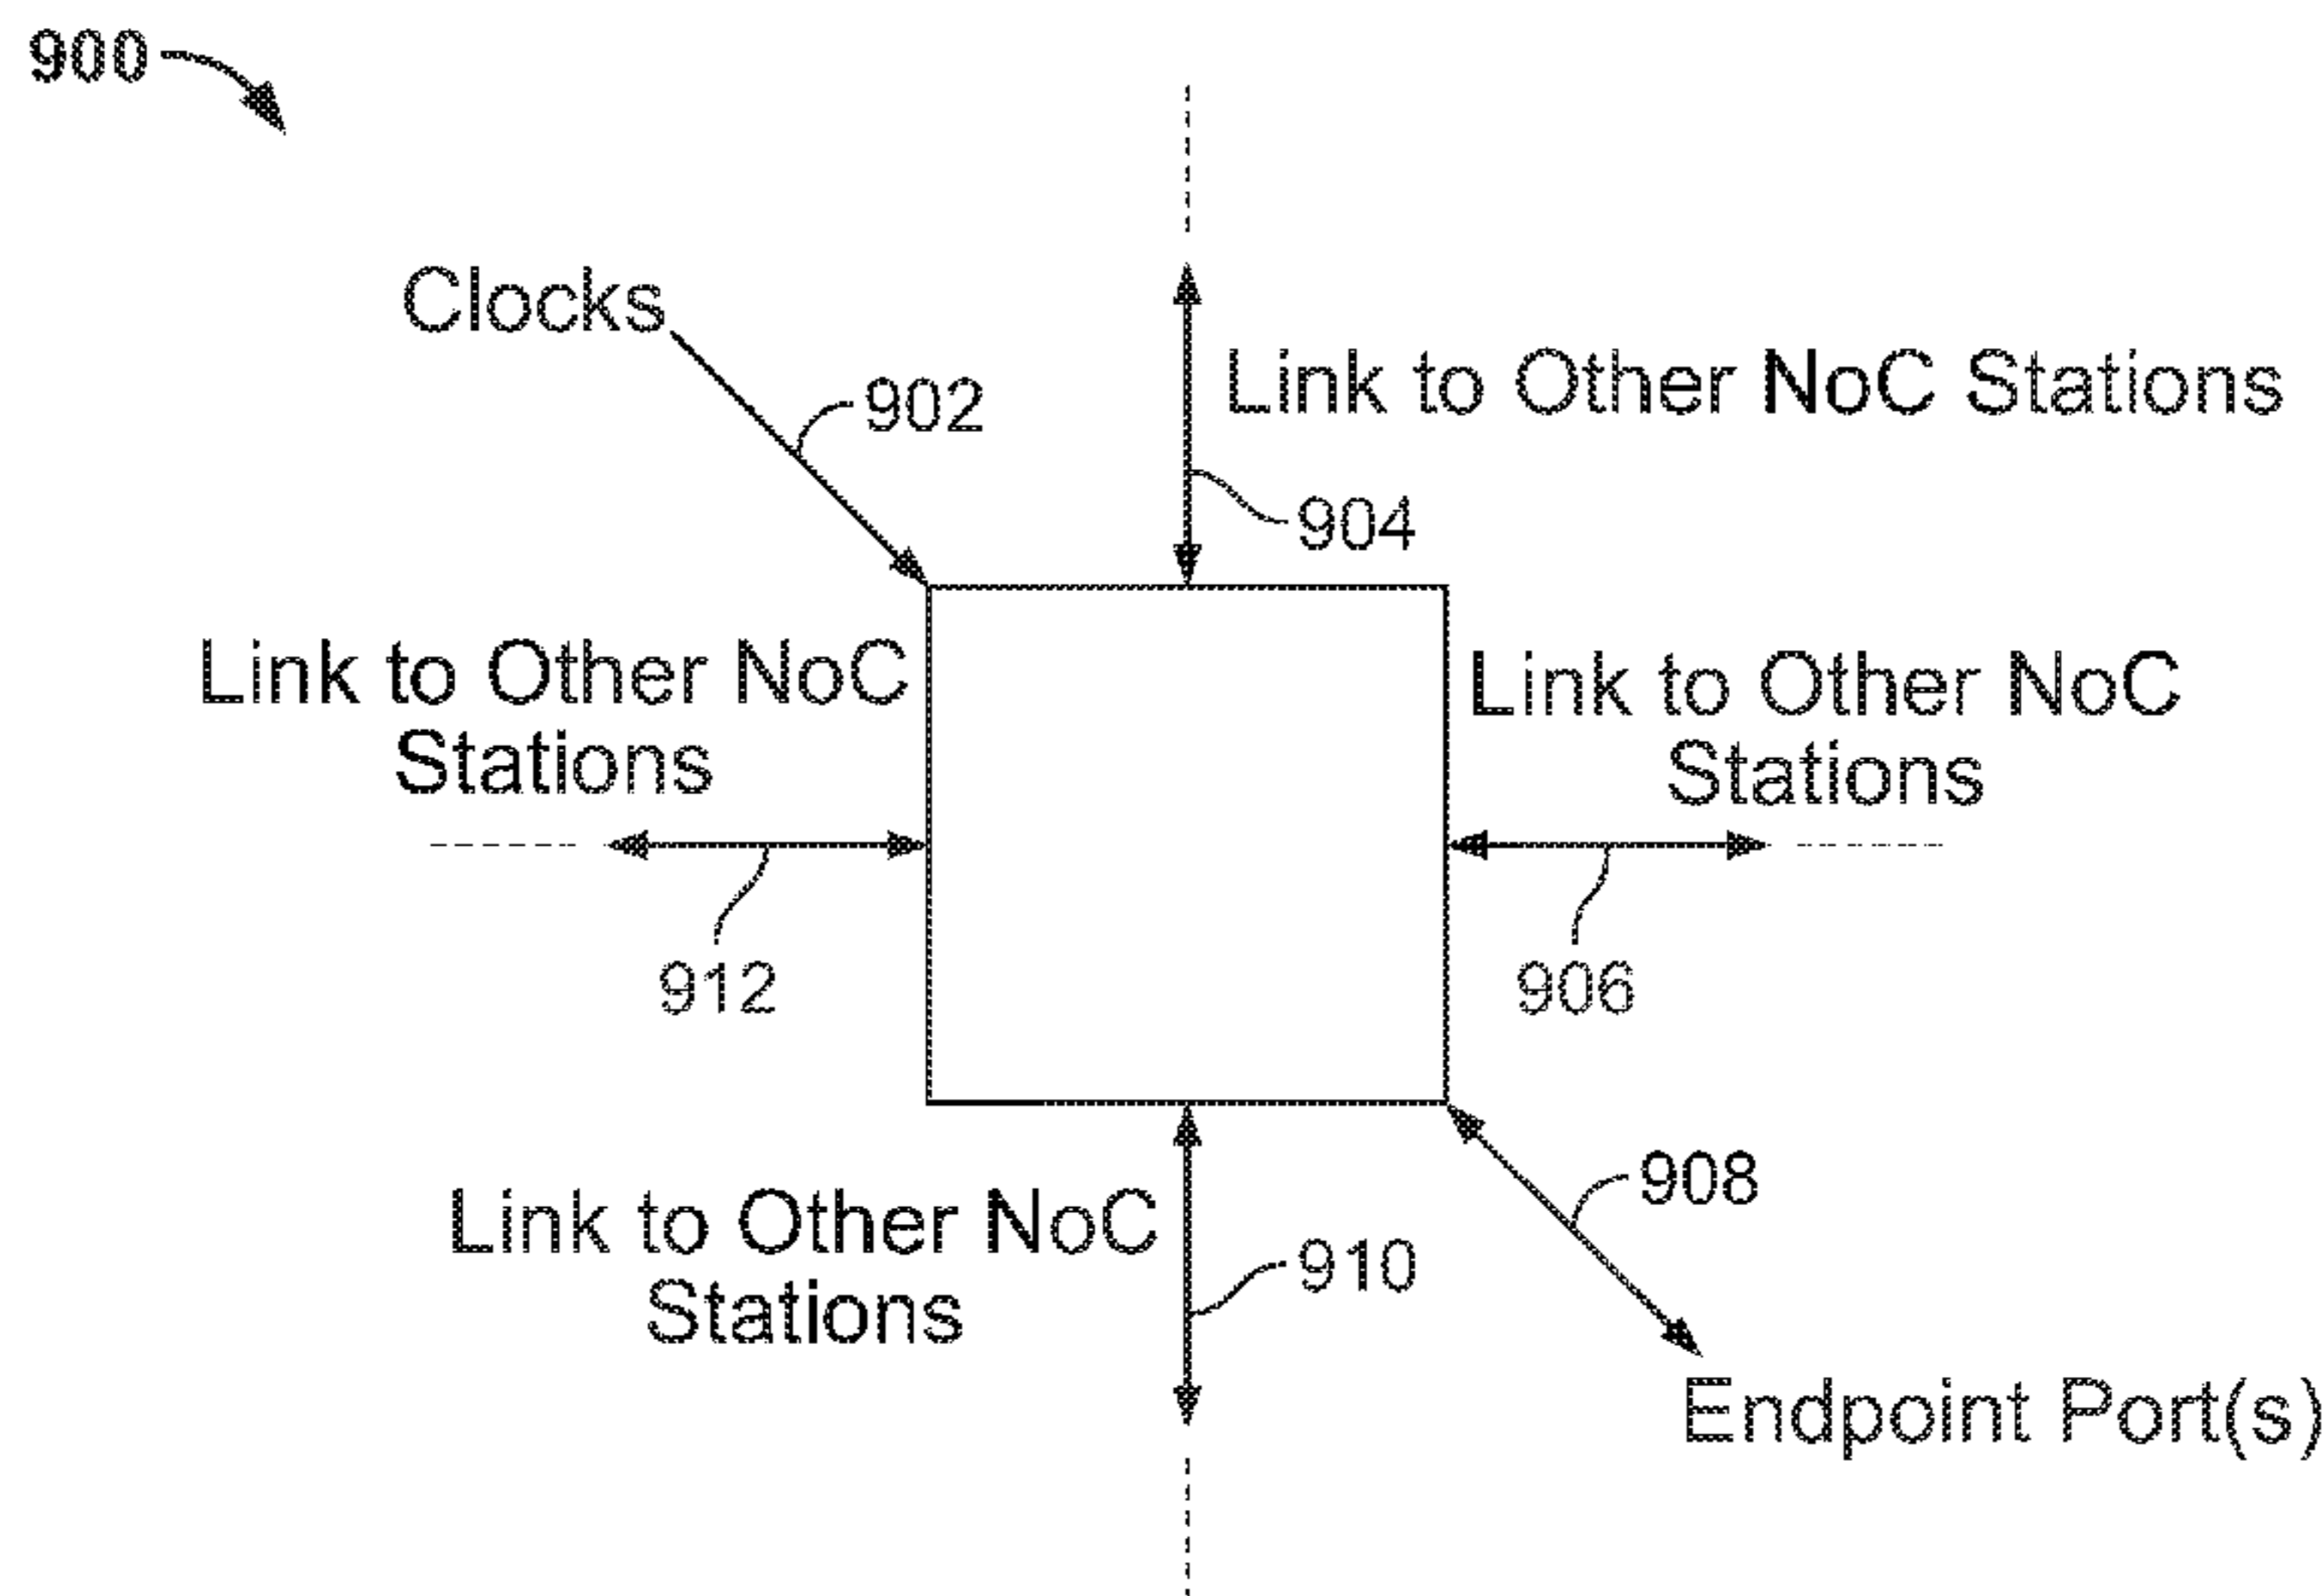 900
Clocks
902
Link to Other NoC Stations
904
Link to Other NoC
Stations
Link to Other NoC
Stations
912
906
Link to Other NoC
Stations
910
908
Endpoint Port(s)